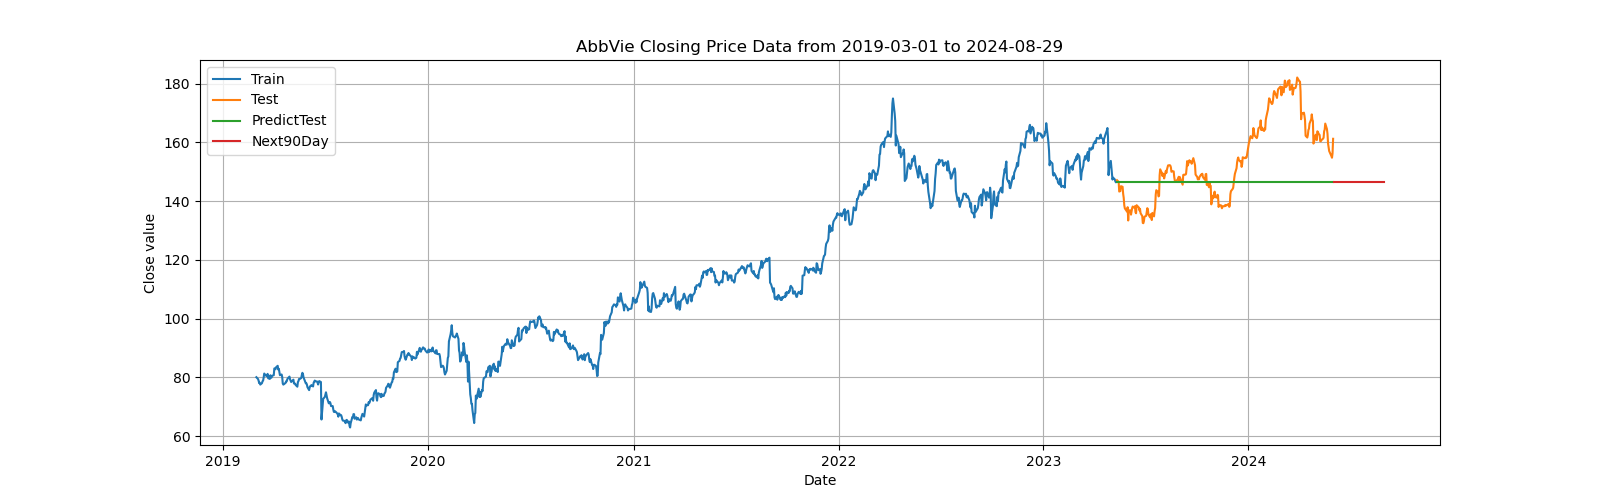 AbbVie Closing Price Data from 2019-03-01 to 2024-08-29
Train
Test
PredictTest
Next90Day
Close value
180
160
140
120
100
80
60
2019
2020
2021
2022
2023
2024
Date